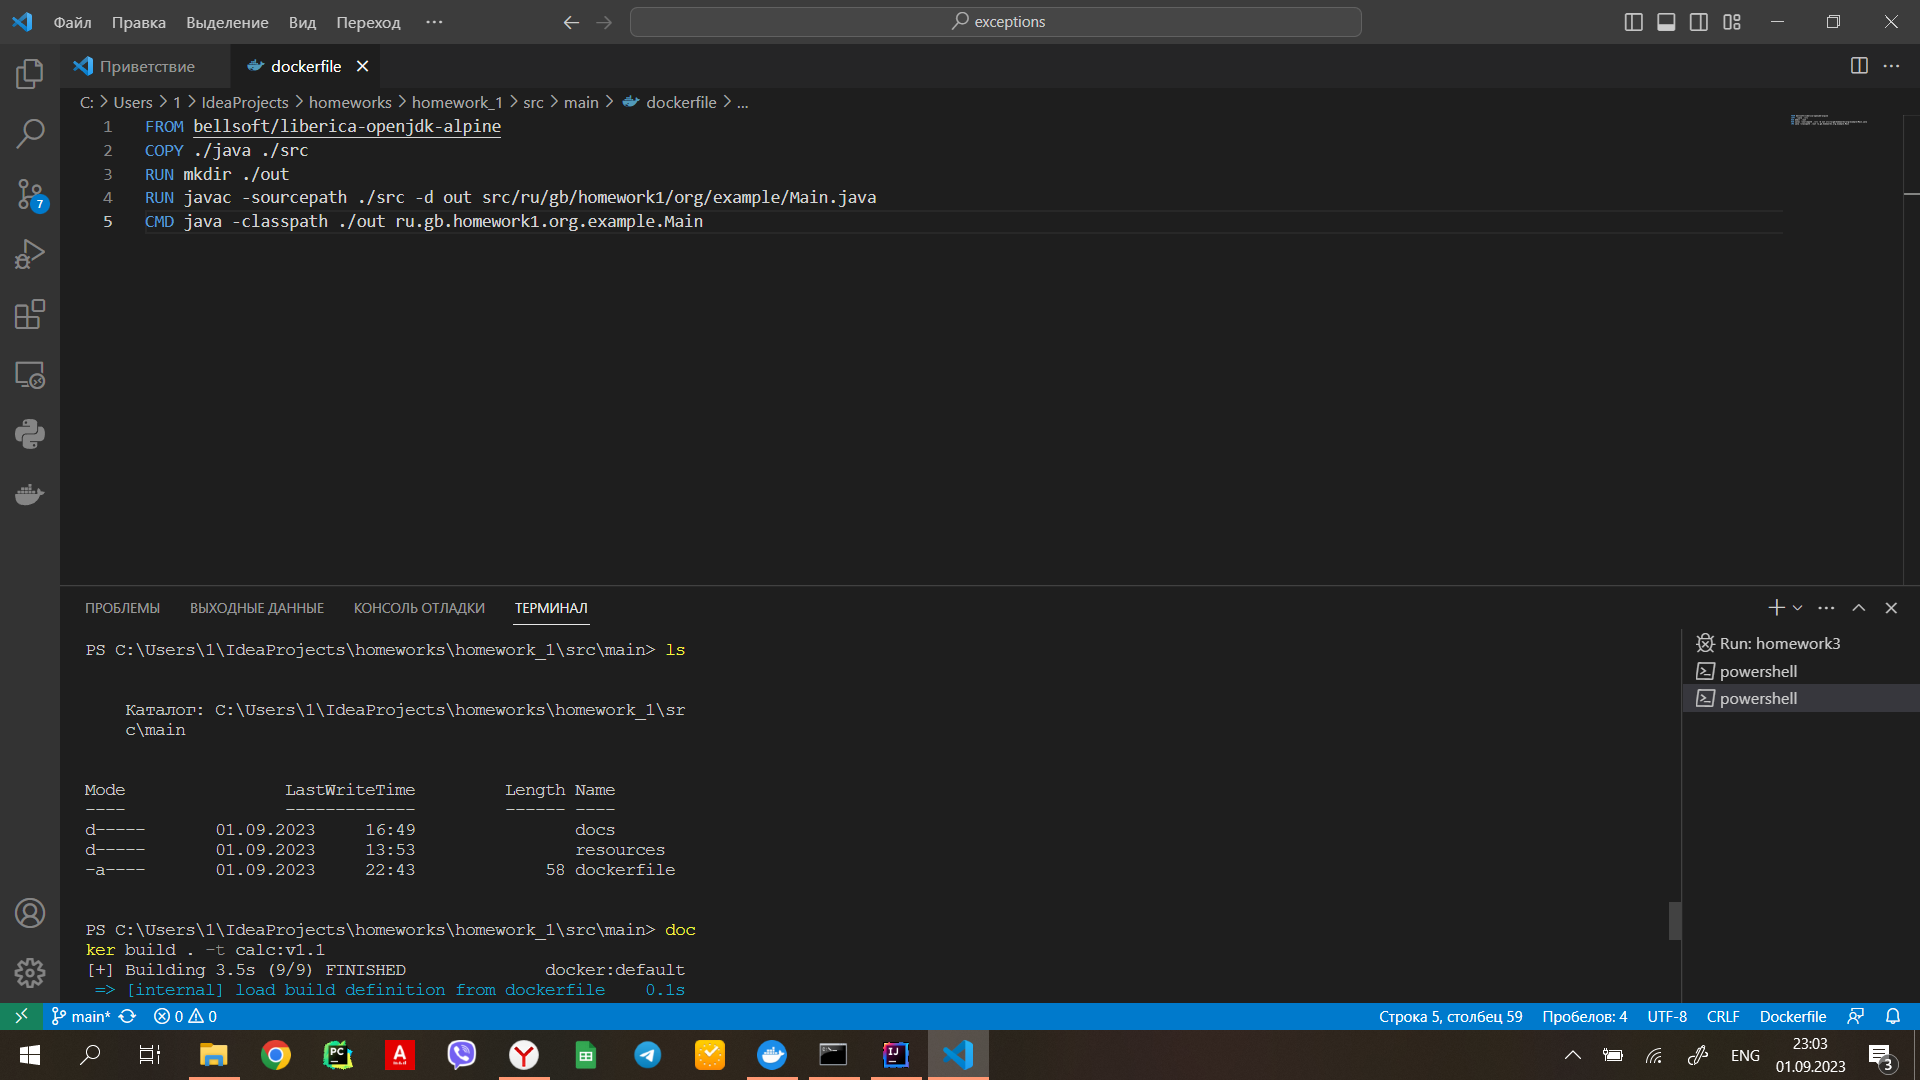 Файл Правка Выделение Вид Переход ···
exceptions
Приветствие
dockerfile
C: > Users > 1 > IdeaProjects > homeworks > homework_1 > src > main > dockerfile > ...
1 FROM bellsoft/liberica-openjdk-alpine
2 COPY ./java ./src
3 RUN mkdir ./out
4 RUN javac -sourcepath ./src -d out src/ru/gb/homework1/org/example/Main.java
5 CMD java -classpath ./out ru.gb.homework1.org.example.Main
7
ПРОБЛЕМЫ ВЫХОДНЫЕ ДАННЫЕ КОНСОЛЬ ОТЛАДКИ ТЕРМИНАЛ
PS C:\Users\1\IdeaProjects\homeworks\homework_1\src\main> ls
Каталог: C:\Users\1\IdeaProjects\homeworks\homework_1\sr
c\main
Mode LastWriteTime Length Name
---- ------------- ------ ----
d----- 01.09.2023 16:49 docs
d----- 01.09.2023 13:53 resources
-a---- 01.09.2023 22:43 58 dockerfile
PS C:\Users\1\IdeaProjects\homeworks\homework_1\src\main> doc
ker build . -t calc:v1.1
[+] Building 3.5s (9/9) FINISHED docker:default
=> [internal] load build definition from dockerfile 0.1s
Run: homework3
powershell
powershell
main* 0 0
Строка 5, столбец 59 Пробелов: 4 UTF-8 CRLF Dockerfile
PC
A
IJ
ENG
23:03
01.09.2023
3